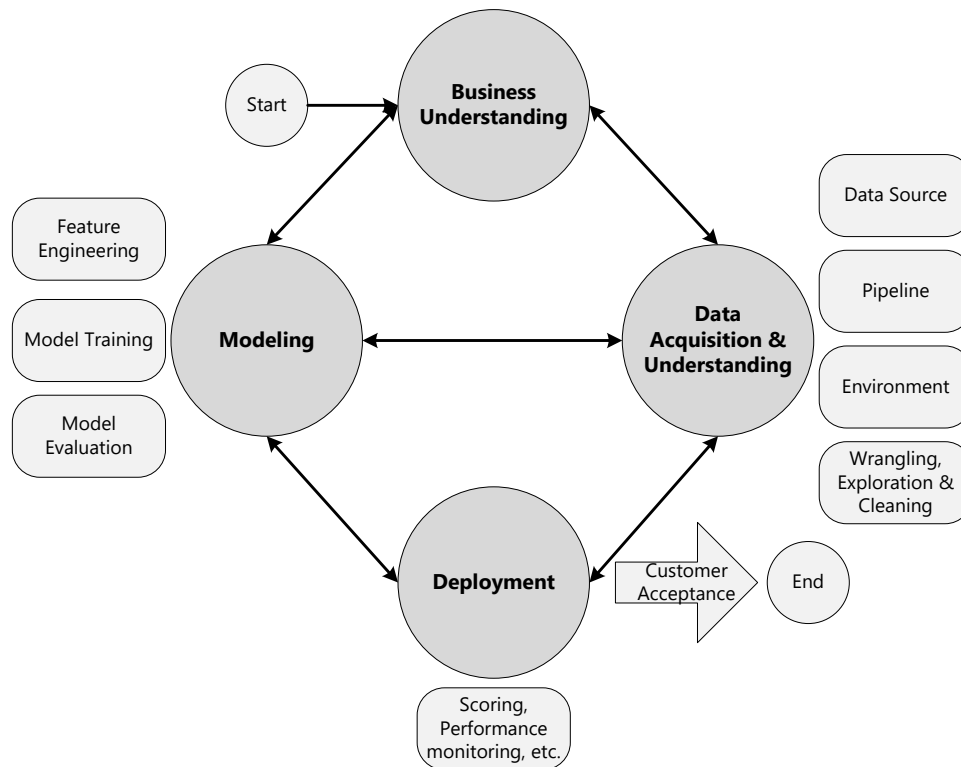 Business
Understanding
Start
Data Source
Feature
Engineering
Pipeline
Model Training
Modeling
Data
Acquisition &
Understanding
Environment
Model
Evaluation
Wrangling,
Exploration &
Cleaning
Deployment
Customer
Acceptance
End
Scoring,
Performance
monitoring, etc.